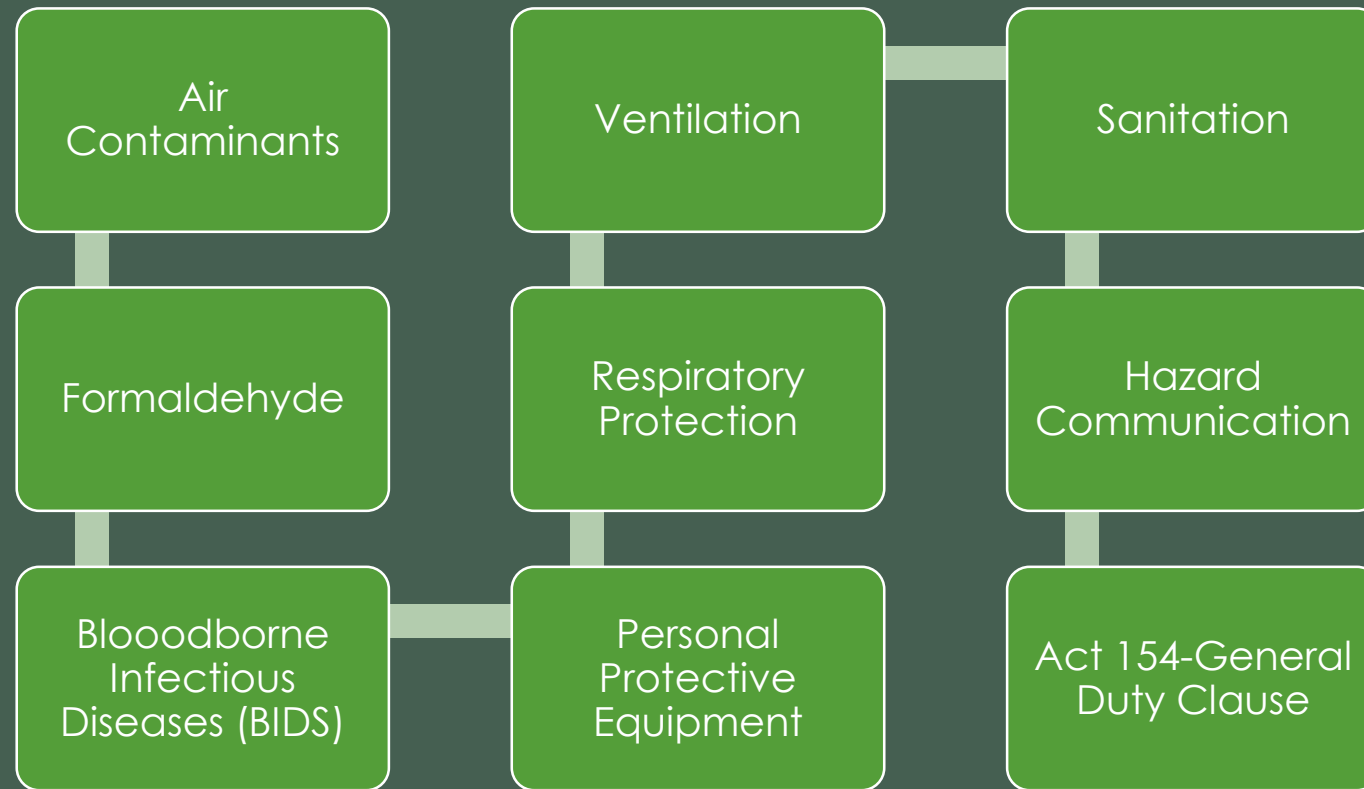 Air
Contaminants
Formaldehyde
Blooodborne
Infectious
Diseases (BIDS)
Personal
Protective
Equipment
Respiratory
Protection
Ventilation
Sanitation
Hazard
Communication
Act 154-General
Duty Clause